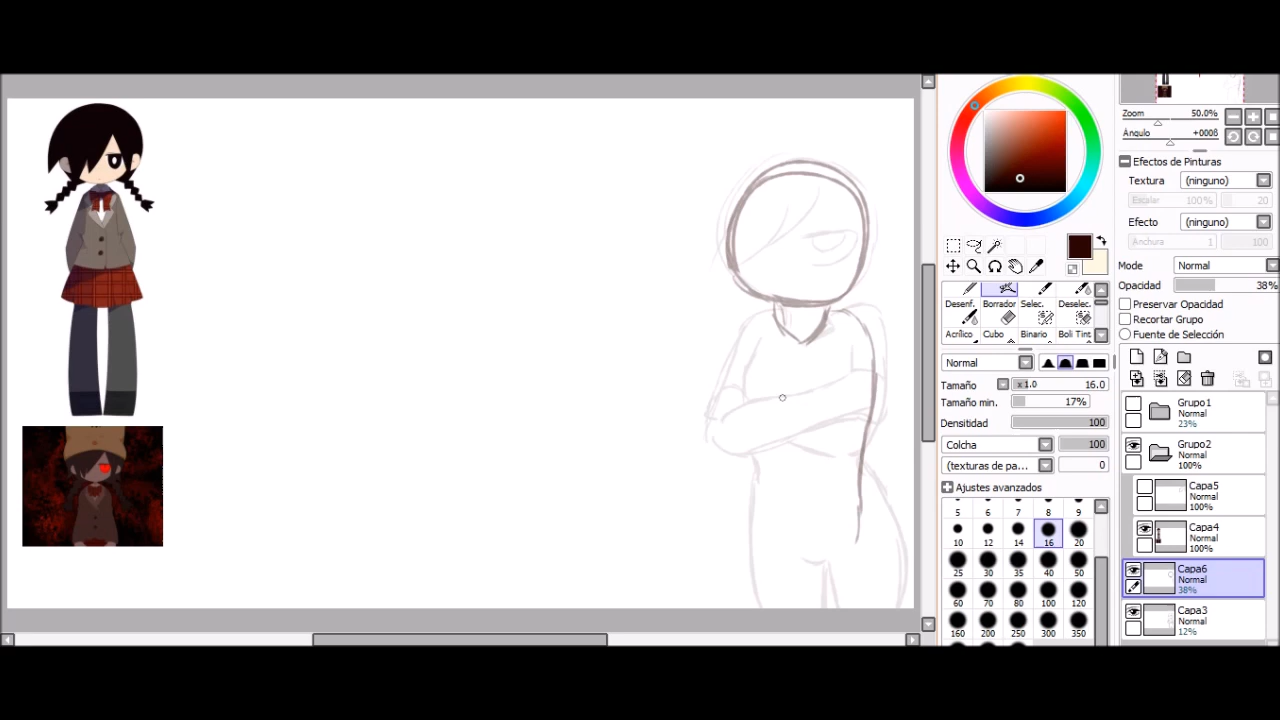 Zoom 50.0%
Ángulo +000ß
Efectos de Pinturas
Textura (ninguno)
Escalar 100% 20
Efecto (ninguno)
Anchura 1 100
Mode Normal
Opacidad 38%
Preservar Opacidad
Recortar Grupo
Fuente de Selección
Desenf. Borrador Selec. Deselec.
Acrílico Cubo Binario Boli Tint.
Normal
Tamaño x 1.0 16.0
Tamaño min. 17%
Densidad 100
Colcha 100
(texturas de pa... 0
Ajustes avanzados
5 6 7 8 9
10 12 14 16 20
25 30 35 40 50
60 70 80 100 120
160 200 250 300 350
Grupo1
Normal
23%
Grupo2
Normal
100%
Capa5
Normal
100%
Capa4
Normal
100%
Capa6
Normal
38%
Capa3
Normal
12%